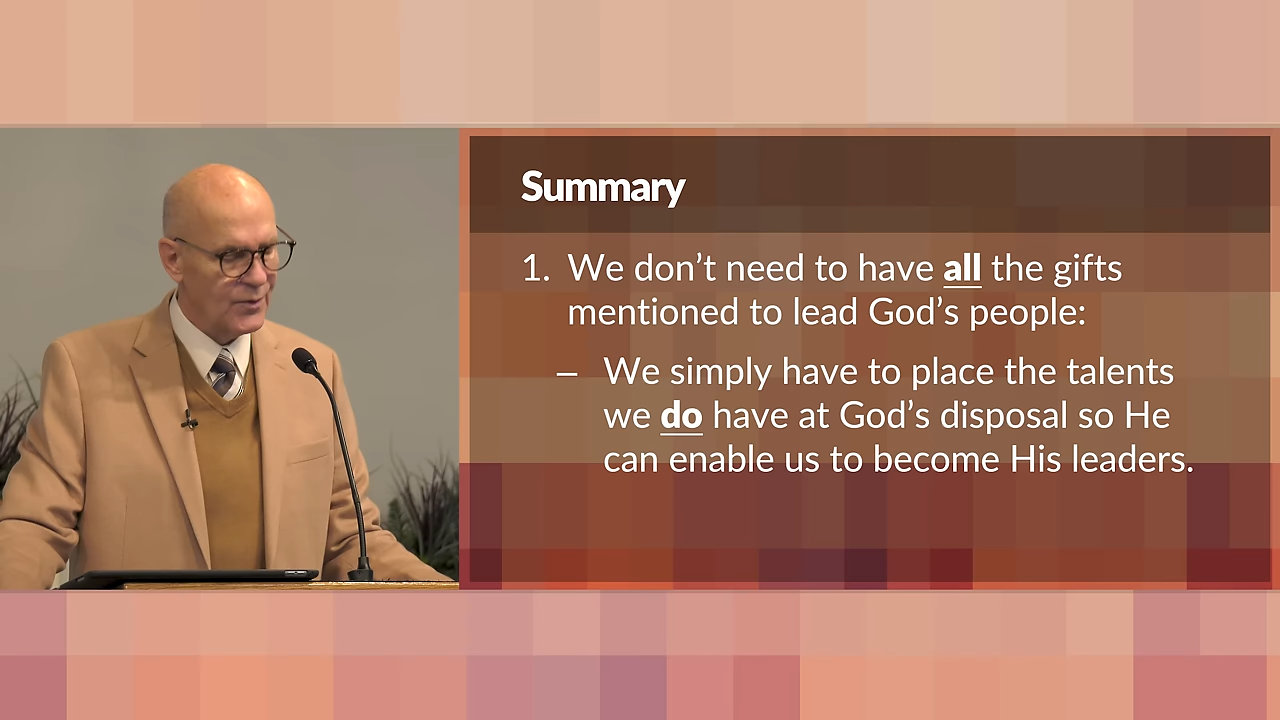 Summary
1. We don’t need to have all the gifts
mentioned to lead God’s people:
– We simply have to place the talents
we do have at God’s disposal so He
can enable us to become His leaders.